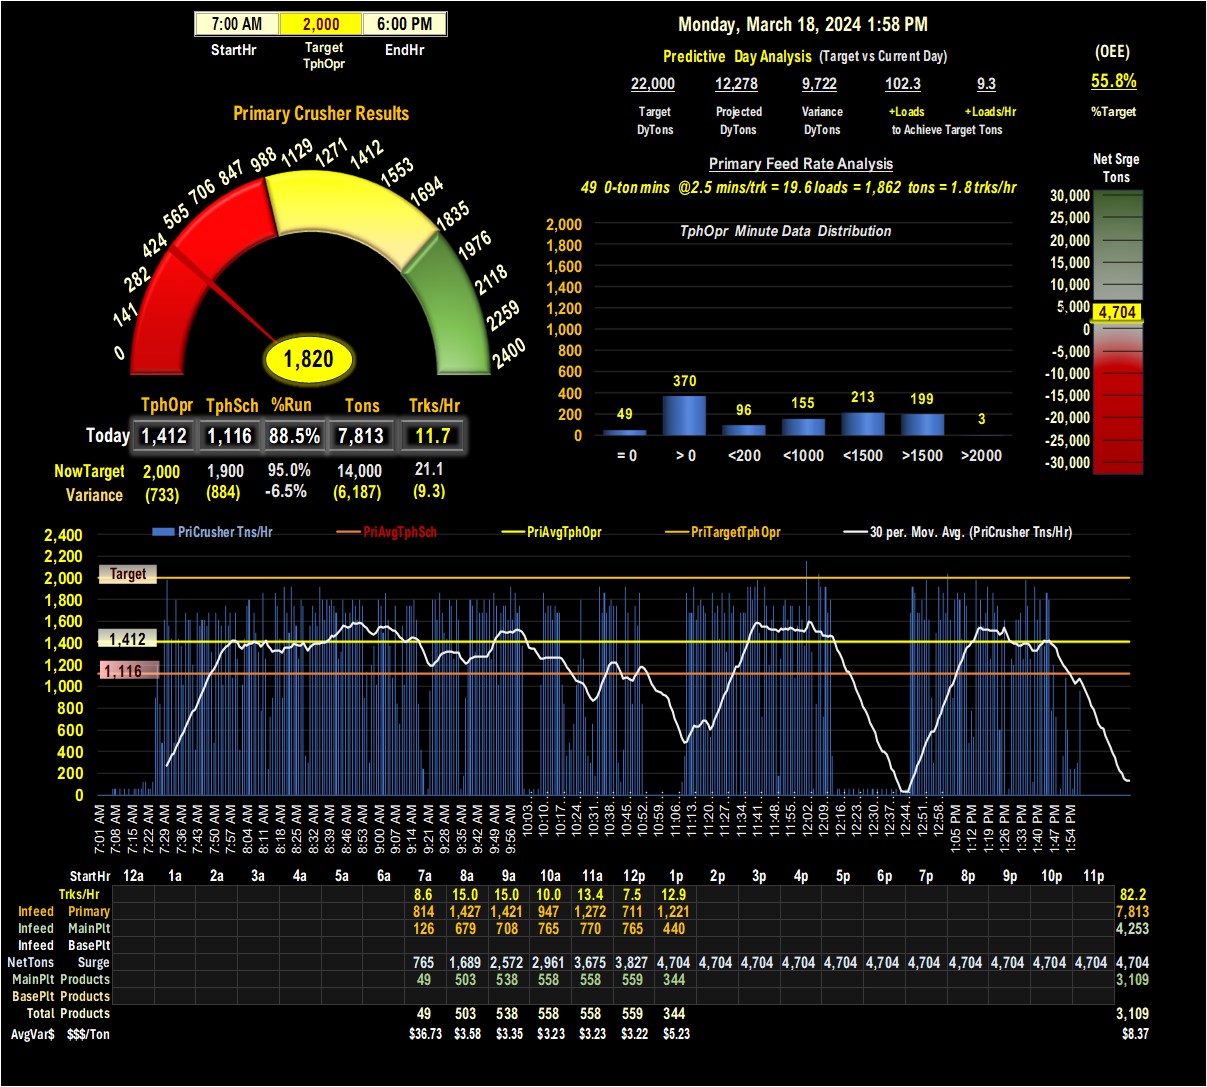 7:00 AM 2,000 6:00 PM
StartHr Target TphOpr EndHr
Monday, March 18, 2024 1:58 PM
Predictive Day Analysis (Target vs Current Day)
22,000 12,278 9,722 102.3 9.3
Target DyTons Projected DyTons Variance DyTons +Loads +Loads/Hr
to Achieve Target Tons
(OEE)
55.8%
%Target
Primary Crusher Results
0 141 282 424 565 706 847 988 1129 1271 1412 1553 1694 1835 1976 2118 2259 2400
1,820
TphOpr TphSch %Run Tons Trks/Hr
Today 1,412 1,116 88.5% 7,813 11.7
NowTarget 2,000 1,900 95.0% 14,000 21.1
Variance (733) (884) -6.5% (6,187) (9.3)
Primary Feed Rate Analysis
49 0-ton mins @2.5 mins/trk = 19.6 loads = 1,862 tons = 1.8 trks/hr
TphOpr Minute Data Distribution
2,000
1,800
1,600
1,400
1,200
1,000
800
600
400
200
0
49 370 96 155 213 199 3
= 0 > 0 <200 <1000 <1500 >1500 >2000
Net Srge
Tons
30,000
25,000
20,000
15,000
10,000
5,000
4,704
0
-5,000
-10,000
-15,000
-20,000
-25,000
-30,000
PriCrusher Tns/Hr PriAvgTphSch PriAvgTphOpr PriTargetTphOpr 30 per. Mov. Avg. (PriCrusher Tns/Hr)
2,400
2,200
2,000
1,800
1,600
1,400
1,200
1,000
800
600
400
200
0
Target
1,412
1,116
7:01 AM 7:08 AM 7:15 AM 7:22 AM 7:29 AM 7:36 AM 7:43 AM 7:50 AM 7:57 AM 8:04 AM 8:11 AM 8:18 AM 8:25 AM 8:32 AM 8:39 AM 8:46 AM 8:53 AM 9:00 AM 9:07 AM 9:14 AM 9:21 AM 9:28 AM 9:35 AM 9:42 AM 9:49 AM 9:56 AM 10:03… 10:10… 10:17… 10:24… 10:31… 10:38… 10:45… 10:52… 10:59… 11:06… 11:13… 11:20… 11:27… 11:34… 11:41… 11:48… 11:55… 12:02… 12:09… 12:16… 12:23… 12:30… 12:37… 12:44… 12:51… 12:58… 1:05 PM 1:12 PM 1:19 PM 1:26 PM 1:33 PM 1:40 PM 1:47 PM 1:54 PM
StartHr 12a 1a 2a 3a 4a 5a 6a 7a 8a 9a 10a 11a 12p 1p 2p 3p 4p 5p 6p 7p 8p 9p 10p 11p
Trks/Hr 8.6 15.0 15.0 10.0 13.4 7.5 12.9 82.2
Infeed Primary 814 1,427 1,421 947 1,272 711 1,221 7,813
Infeed MainPlt 126 679 708 765 770 765 440 4,253
Infeed BasePlt
NetTons Surge 765 1,689 2,572 2,961 3,675 3,827 4,704 4,704 4,704 4,704 4,704 4,704 4,704 4,704 4,704 4,704 4,704 4,704
MainPlt Products 49 503 538 558 558 559 344 3,109
BasePlt Products
Total Products 49 503 538 558 558 559 344 3,109
AvgVar$ $$$/Ton $36.73 $3.58 $3.35 $3.23 $3.23 $3.22 $5.23 $8.37